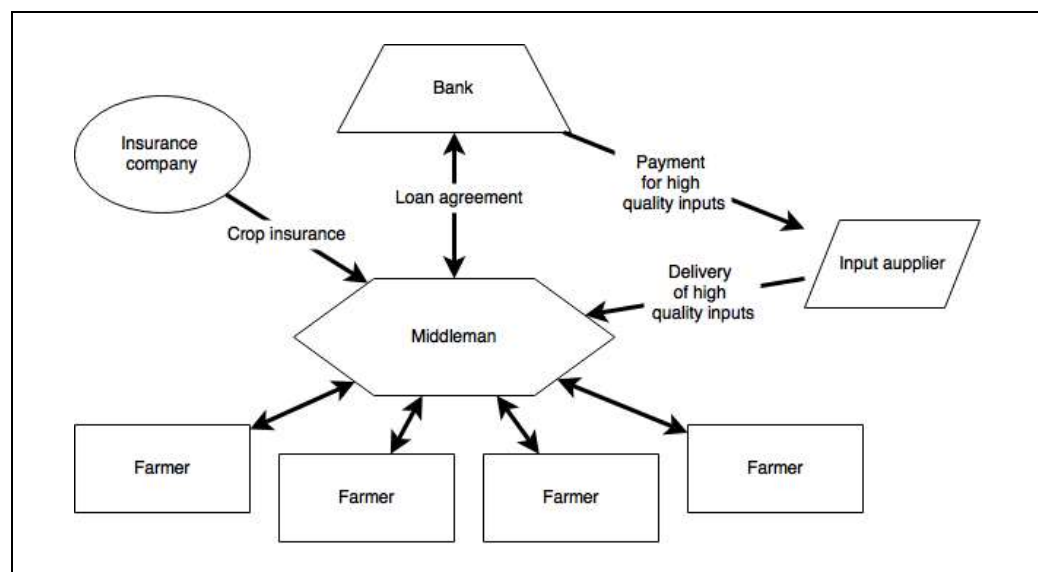 Bank
Insurance
company
Payment
for high
quality inputs
Loan agreement
Crop insurance
Input aupplier
Delivery
of high
quality inputs
Middleman
Farmer
Farmer
Farmer
Farmer